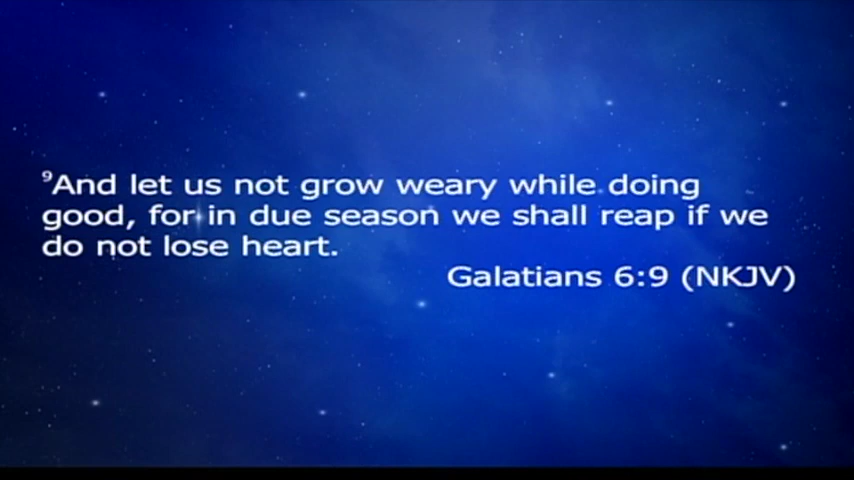 ⁹And let us not grow weary while doing
good, for in due season we shall reap if we
do not lose heart.
Galatians 6:9 (NKJV)